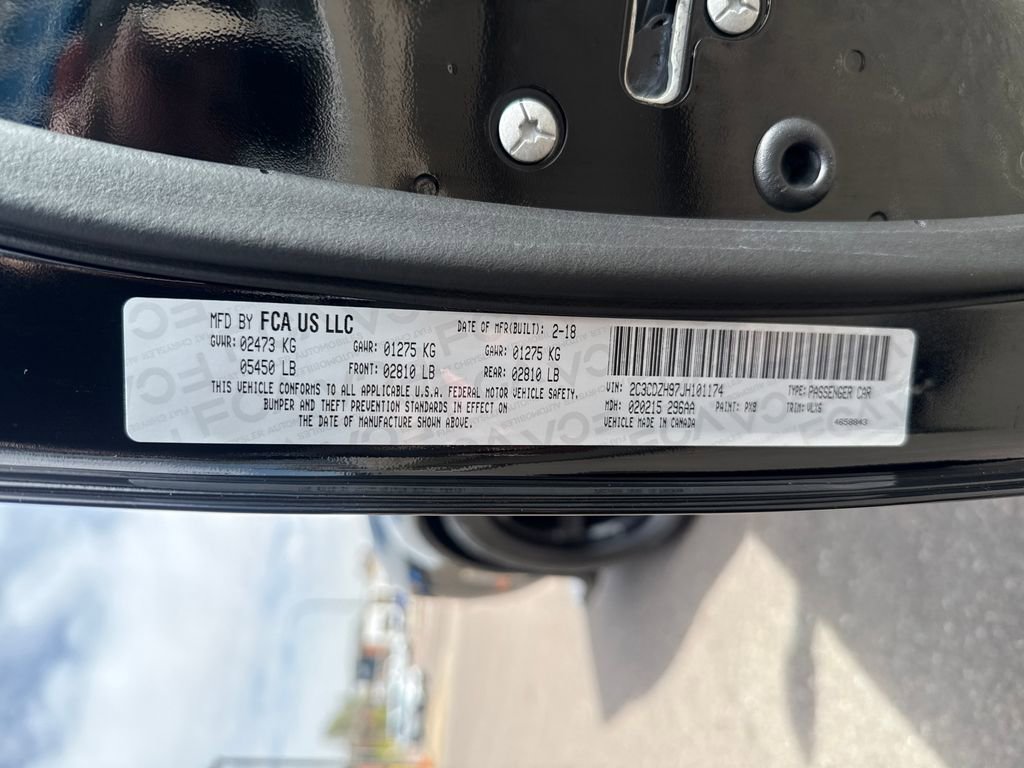 MFD BY FCA US LLC DATE OF MFR(BUILT): 2-18
GVWR: 02473 KG GAWR: 01275 KG GAWR: 01275 KG
05450 LB FRONT: 02810 LB REAR: 02810 LB
THIS VEHICLE CONFORMS TO ALL APPLICABLE U.S.A. FEDERAL MOTOR VEHICLE SAFETY,
BUMPER AND THEFT PREVENTION STANDARDS IN EFFECT ON
THE DATE OF MANUFACTURE SHOWN ABOVE.
VIN: 2C3CDZH97JH101174 TYPE: PASSENGER CAR
MDH: 020215 296AA PAINT: PX8 TRIM: VLX9
VEHICLE MADE IN CANADA 4658843